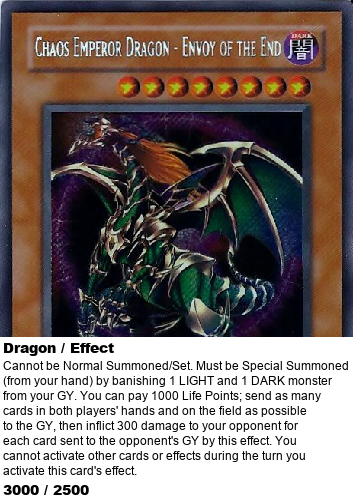 CHAOS EMPEROR DRAGON - ENVOY OF THE END
DARK
闇
Dragon / Effect
Cannot be Normal Summoned/Set. Must be Special Summoned
(from your hand) by banishing 1 LIGHT and 1 DARK monster
from your GY. You can pay 1000 Life Points; send as many
cards in both players' hands and on the field as possible
to the GY, then inflict 300 damage to your opponent for
each card sent to the opponent's GY by this effect. You
cannot activate other cards or effects during the turn you
activate this card's effect.
3000 / 2500